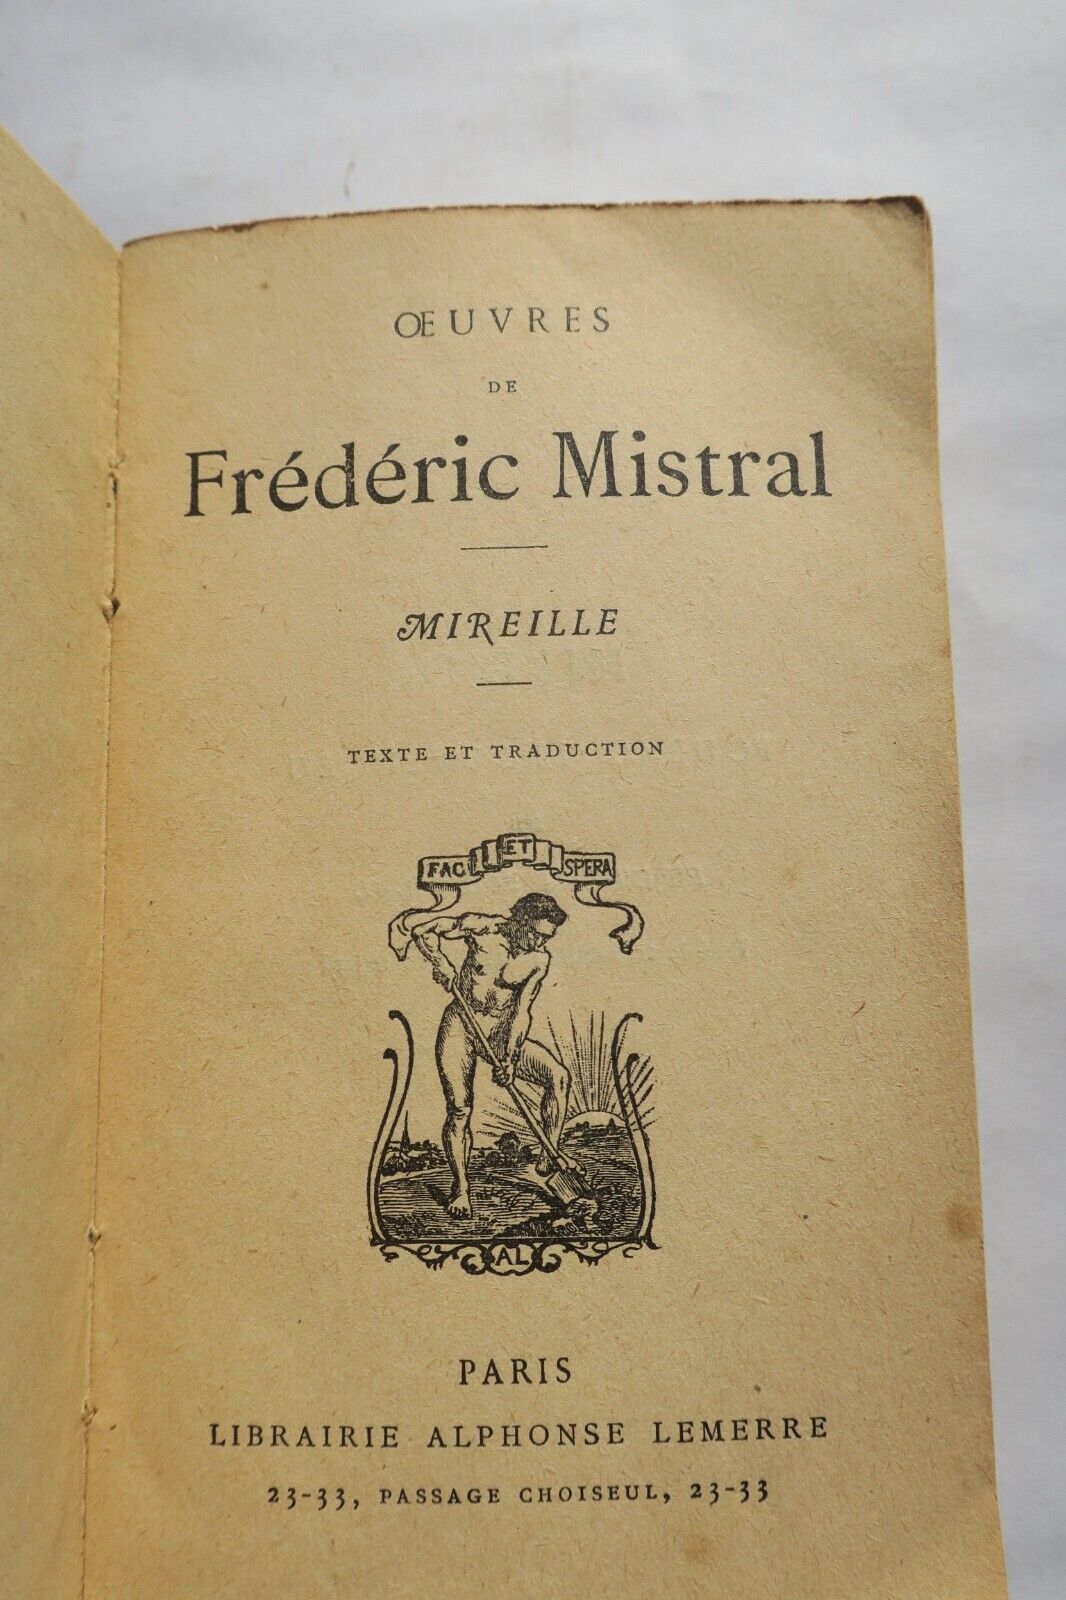 ŒUVRES
DE
Frédéric Mistral
MIREILLE
TEXTE ET TRADUCTION
FAC ET SPERA
AL
PARIS
LIBRAIRIE ALPHONSE LEMERRE
23-33, PASSAGE CHOISEUL, 23-33